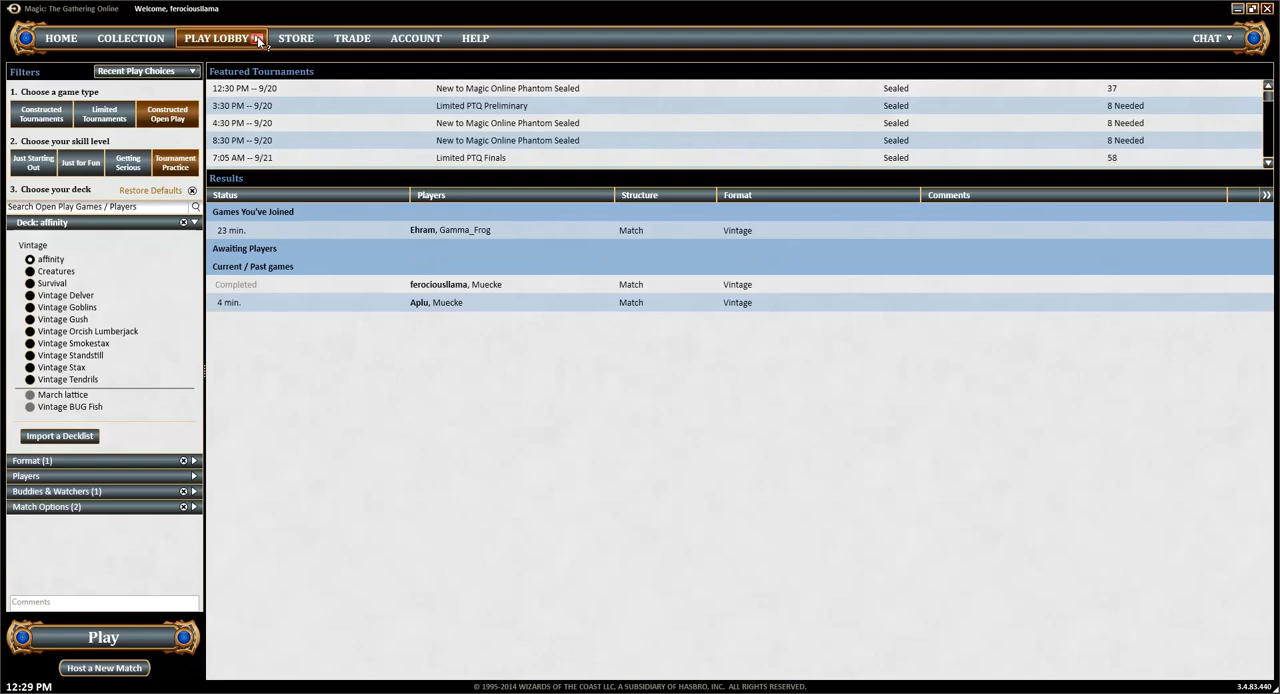 Magic: The Gathering Online Welcome, ferociousllama
HOME COLLECTION PLAY LOBBY STORE TRADE ACCOUNT HELP CHAT
Filters Recent Play Choices
1. Choose a game type
Constructed Tournaments Limited Tournaments Constructed Open Play
2. Choose your skill level
Just Starting Out Just for Fun Getting Serious Tournament Practice
3. Choose your deck Restore Defaults
Search Open Play Games / Players
Deck: affinity
Vintage
affinity
Creatures
Survival
Vintage Delver
Vintage Goblins
Vintage Gush
Vintage Orcish Lumberjack
Vintage Smokestax
Vintage Standstill
Vintage Stax
Vintage Tendrils
March lattice
Vintage BUG Fish
Import a Decklist
Format (1)
Players
Buddies & Watchers (1)
Match Options (2)
Comments
Play
Host a New Match
12:29 PM
Featured Tournaments
12:30 PM -- 9/20 New to Magic Online Phantom Sealed Sealed 37
3:30 PM -- 9/20 Limited PTQ Preliminary Sealed 8 Needed
4:30 PM -- 9/20 New to Magic Online Phantom Sealed Sealed 8 Needed
8:30 PM -- 9/20 New to Magic Online Phantom Sealed Sealed 8 Needed
7:05 AM -- 9/21 Limited PTQ Finals Sealed 58
Results
Status Players Structure Format Comments
Games You've Joined
23 min. Ehram, Gamma_Frog Match Vintage
Awaiting Players
Current / Past games
Completed ferociousllama, Muecke Match Vintage
4 min. Aplu, Muecke Match Vintage
© 1995-2014 WIZARDS OF THE COAST LLC, A SUBSIDIARY OF HASBRO, INC. ALL RIGHTS RESERVED.
3.4.83.440